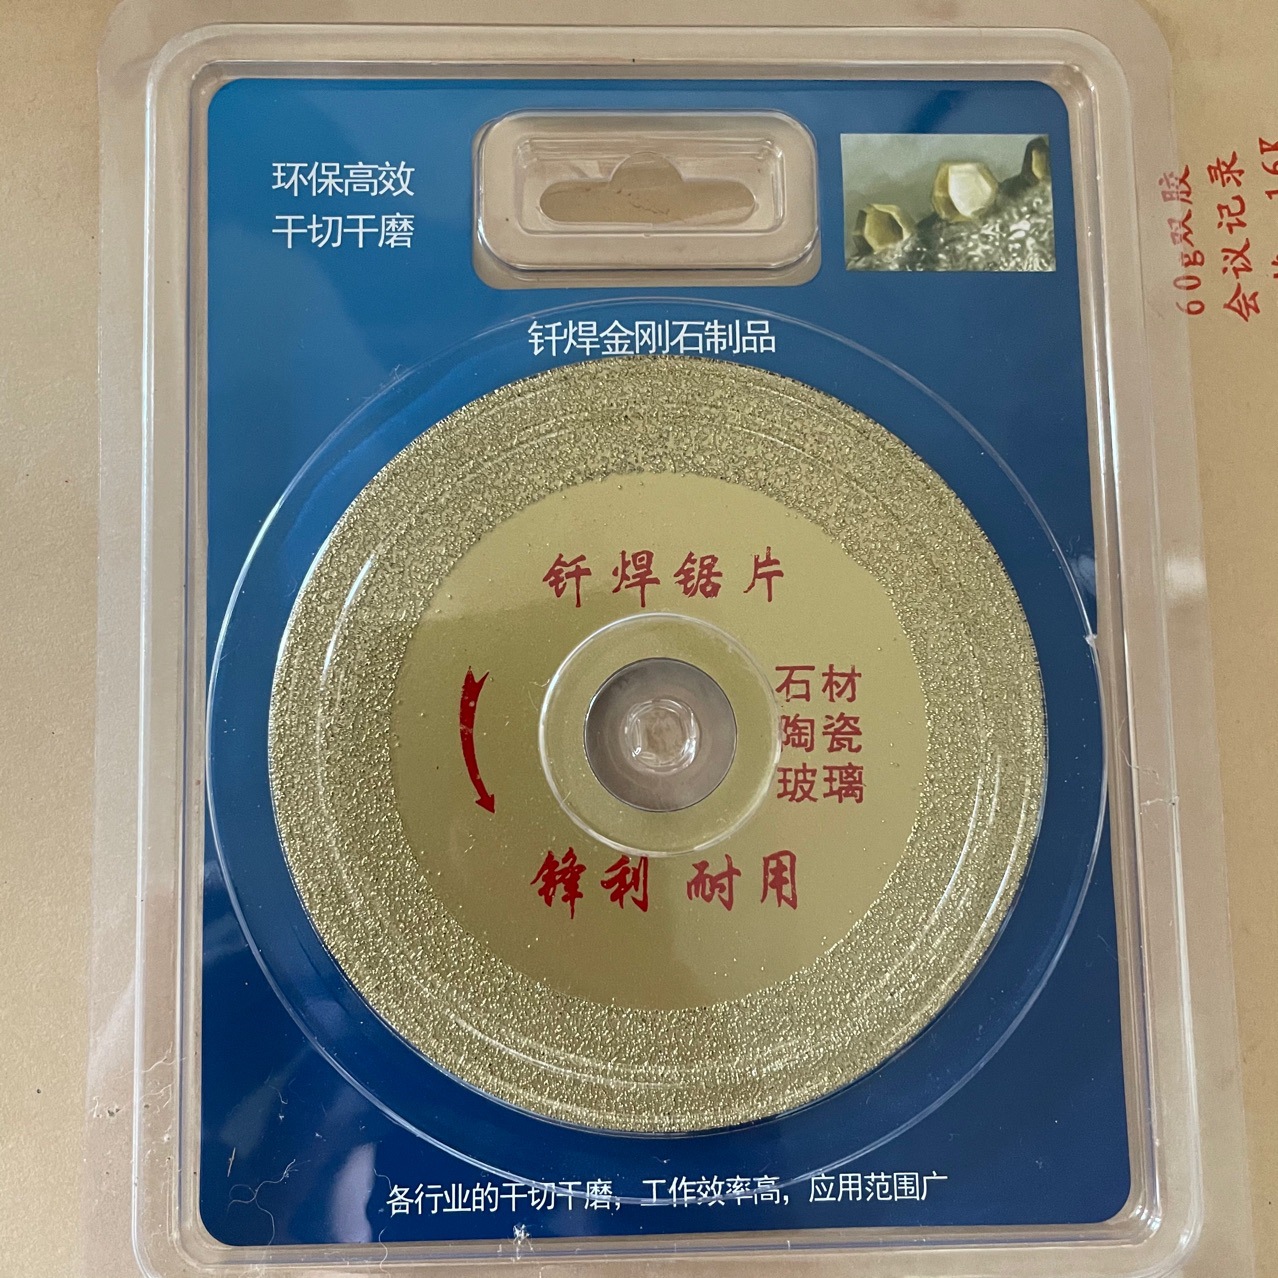 环保高效
干切干磨
钎焊金刚石制品
钎焊锯片
石材
陶瓷
玻璃
锋利 耐用
各行业的干切干磨，工作效率高，应用范围广
60g双胶
会议记录
16K